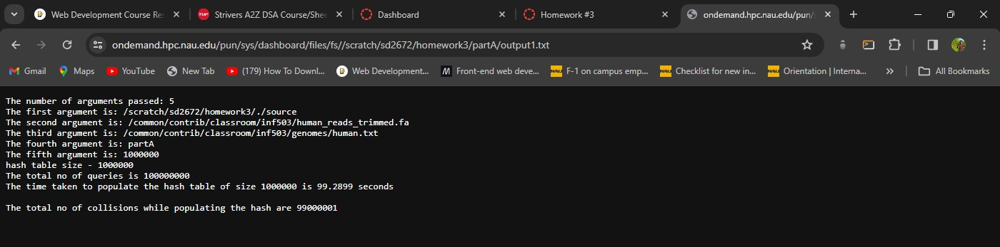 Web Development Course Res
Strivers A2Z DSA Course/Shee
Dashboard
Homework #3
ondemand.hpc.nau.edu/pun/s
ondemand.hpc.nau.edu/pun/sys/dashboard/files/fs//scratch/sd2672/homework3/partA/output1.txt
Gmail
Maps
YouTube
New Tab
(179) How To Downl...
Web Development...
Front-end web deve...
F-1 on campus emp...
Checklist for new in...
Orientation | Interna...
All Bookmarks
The number of arguments passed: 5
The first argument is: /scratch/sd2672/homework3/./source
The second argument is: /common/contrib/classroom/inf503/human_reads_trimmed.fa
The third argument is: /common/contrib/classroom/inf503/genomes/human.txt
The fourth argument is: partA
The fifth argument is: 1000000
hash table size - 1000000
The total no of queries is 100000000
The time taken to populate the hash table of size 1000000 is 99.2899 seconds
The total no of collisions while populating the hash are 99000001